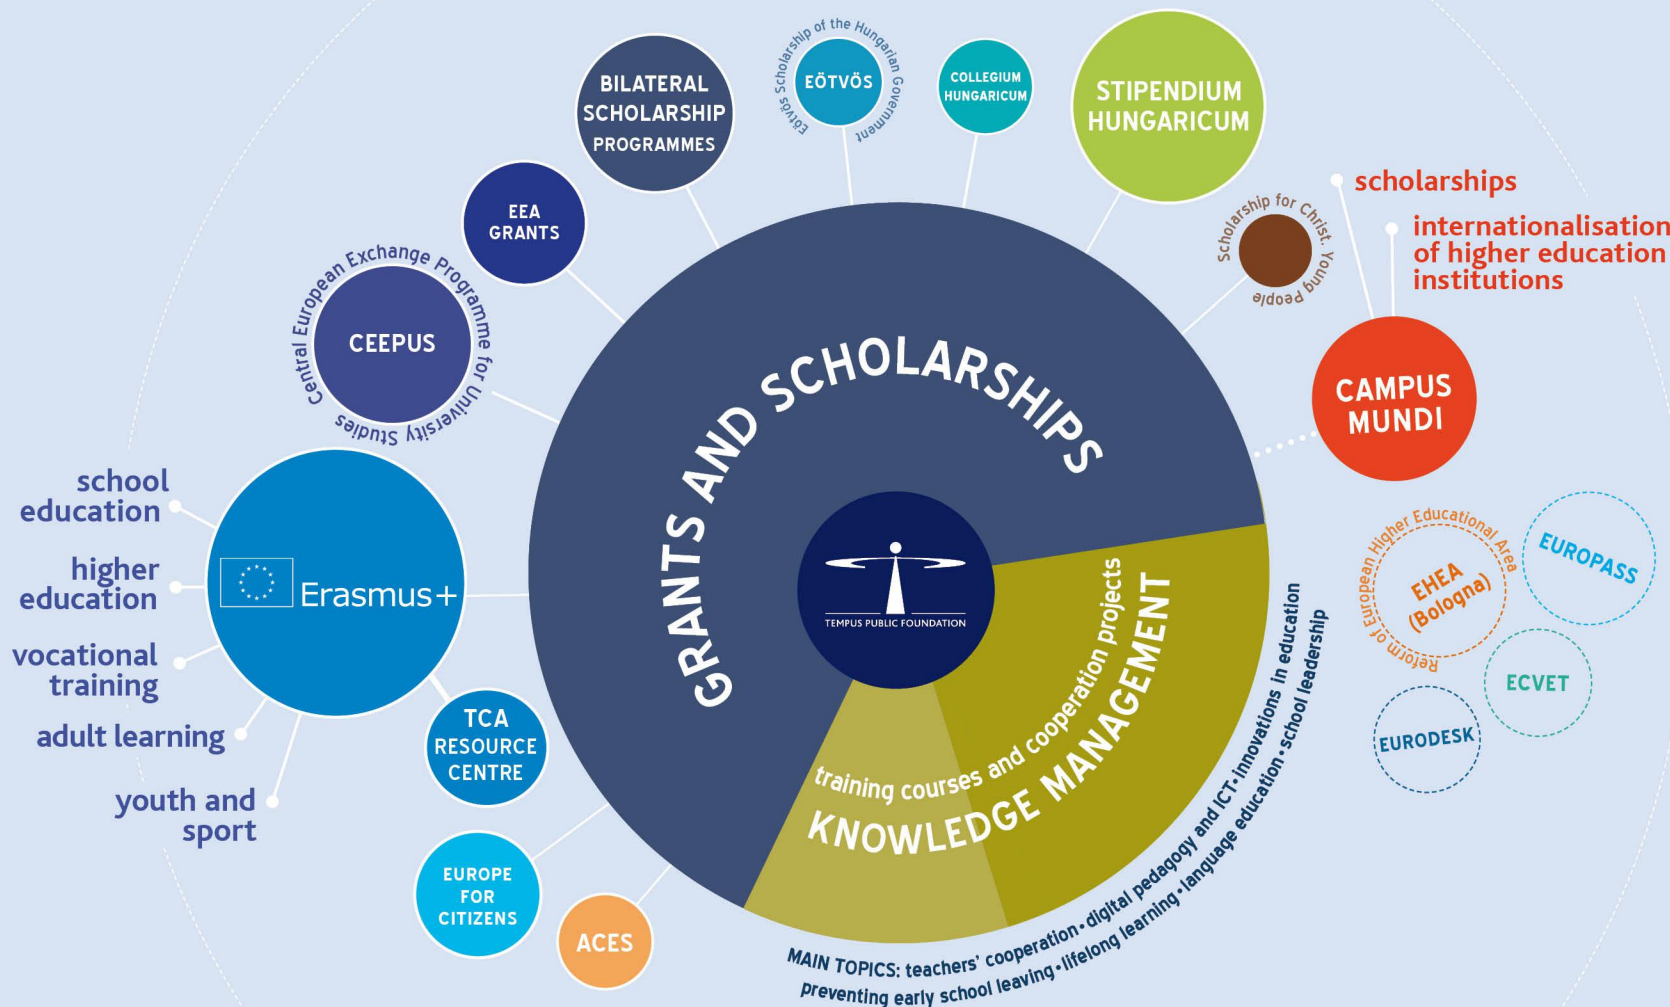 BILATERAL
SCHOLARSHIP
PROGRAMMES
Eötvös Scholarship of the Hungarian Government
EÖTVÖS
COLLEGIUM
HUNGARICUM
STIPENDIUM
HUNGARICUM
EEA
GRANTS
Scholarship for Christ. Young People
scholarships
internationalisation
of higher education
institutions
Central European Exchange Programme for University Studies
CEEPUS
CAMPUS
MUNDI
GRANTS AND SCHOLARSHIPS
school
education
higher
education
vocational
training
adult learning
youth and
sport
Erasmus+
TCA
RESOURCE
CENTRE
EUROPE
FOR
CITIZENS
ACES
TEMPUS PUBLIC FOUNDATION
training courses and cooperation projects
KNOWLEDGE MANAGEMENT
MAIN TOPICS: teachers' cooperation•digital pedagogy and ICT•innovations in education
preventing early school leaving•lifelong learning•language education•school leadership
Reform of European Higher Educational Area
EHEA
(Bologna)
EUROPASS
ECVET
EURODESK